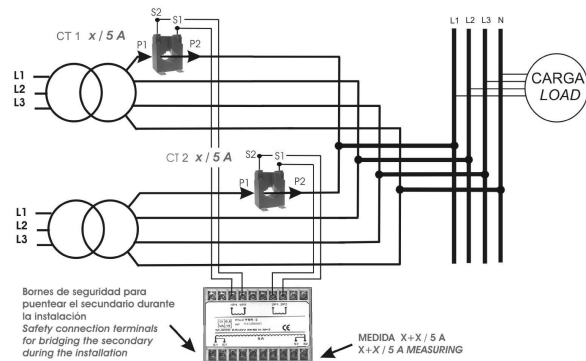 S2
S1
CT 1 x / 5 A
P1
P2
L1
L2
L3
N
L1
L2
L3
CARGA
LOAD
CT 2 x / 5 A
S2
S1
P1
P2
L1
L2
L3
Bornes de seguridad para
puentear el secundario durante
la instalación
Safety connection terminals
for bridging the secondary
during the installation
CE
5 A
MEDIDA X+X / 5 A
X+X / 5 A MEASURING